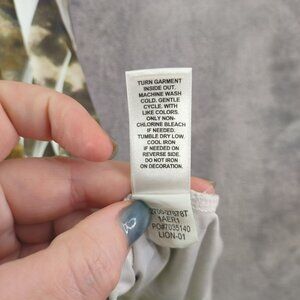 TURN GARMENT
INSIDE OUT.
MACHINE WASH
COLD. GENTLE
CYCLE. WITH
LIKE COLORS.
ONLY NON-
CHLORINE BLEACH
IF NEEDED.
TUMBLE DRY LOW.
COOL IRON
IF NEEDED ON
REVERSE SIDE.
DO NOT IRON
ON DECORATION.
1AER1
PO#7035140
LION-01